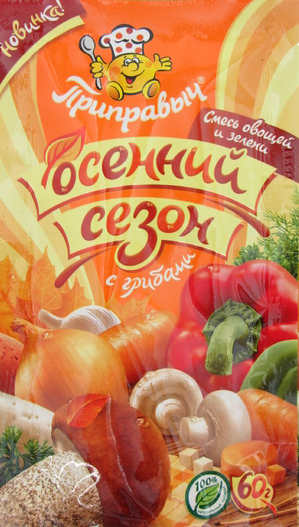 новинка!
Приправыч®
Смесь овощей
и зелени
Осенний
сезон
с грибами
100%
60г